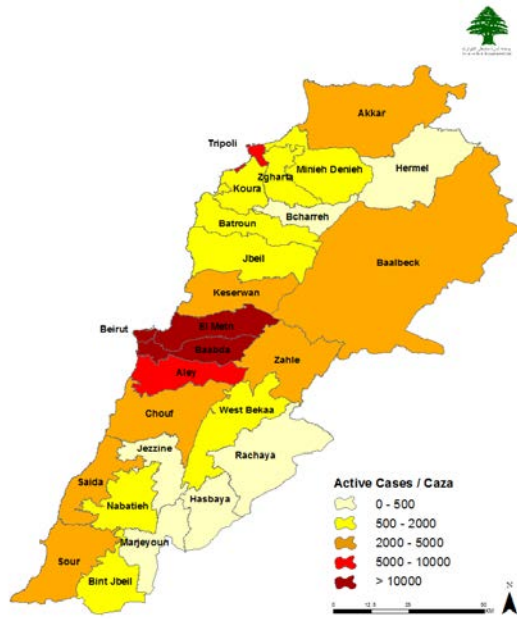 Akkar
Tripoli
Hermel
Minieh Denieh
Zgharta
Koura
Bcharreh
Batroun
Jbeil
Baalbeck
Keserwan
Beirut
El Metn
Baabda
Zahle
Aley
West Bekaa
Chouf
Jezzine
Rachaya
Saida
Hasbaya
Nabatieh
Marjeyoun
Sour
Bint Jbeil
Active Cases / Caza
0 - 500
500 - 2000
2000 - 5000
5000 - 10000
> 10000
N